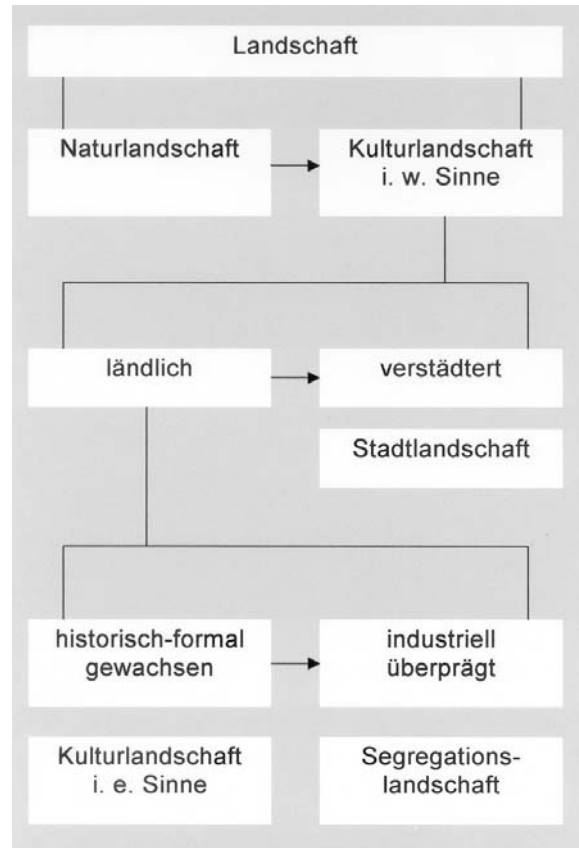 Landschaft
Naturlandschaft
Kulturlandschaft
i. w. Sinne
ländlich
verstädtert
Stadtlandschaft
historisch-formal
gewachsen
industriell
überprägt
Kulturlandschaft
i. e. Sinne
Segregations-
landschaft